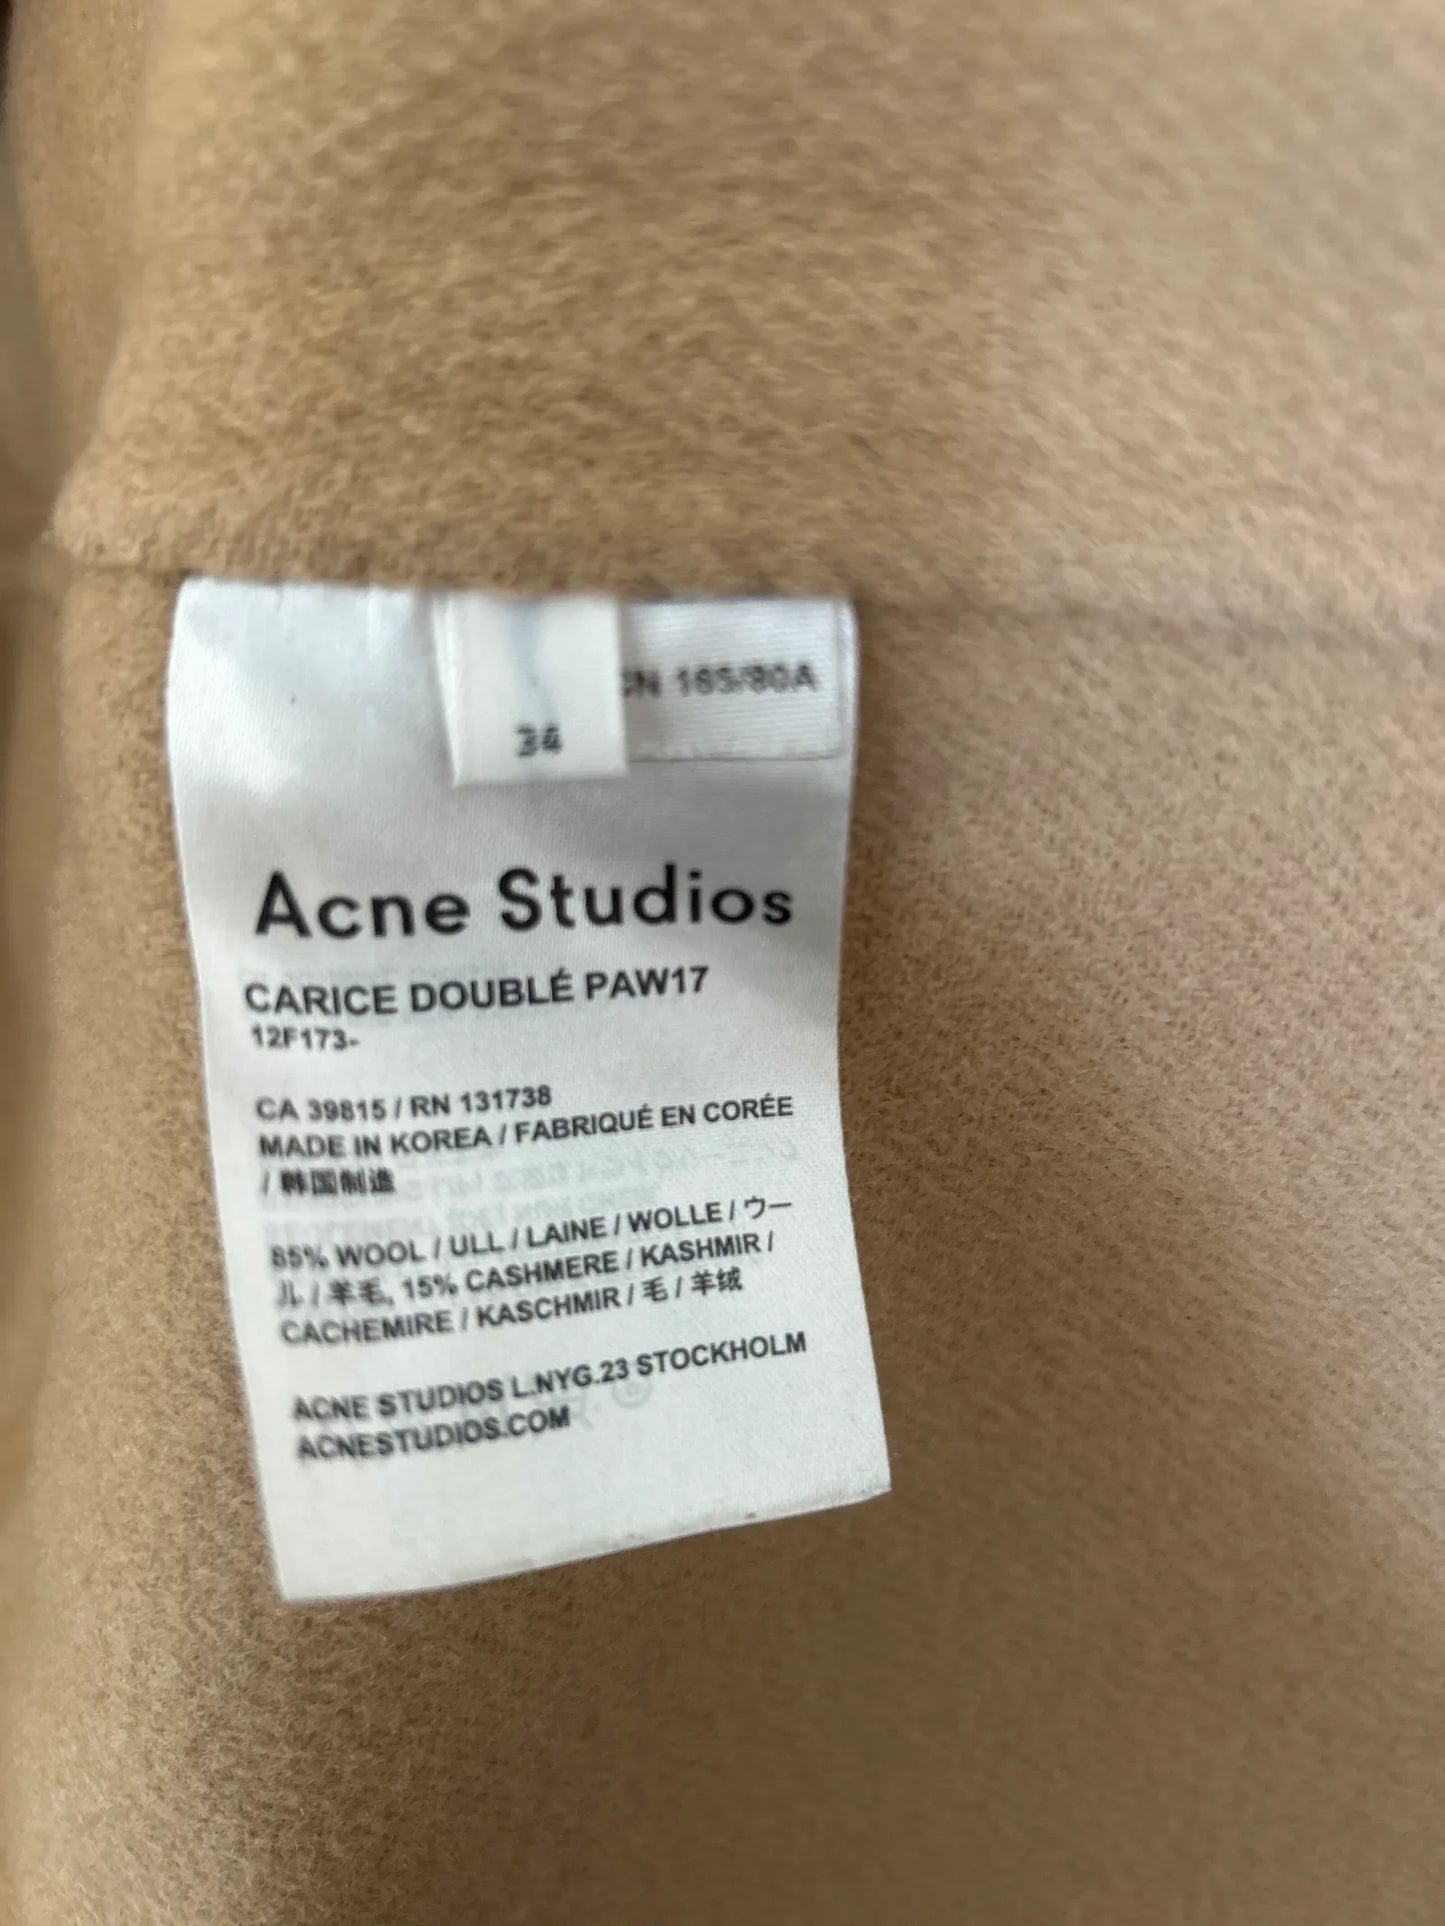 34
CN 165/80A
Acne Studios
CARICE DOUBLÉ PAW17
12F173-
CA 39815 / RN 131738
MADE IN KOREA / FABRIQUÉ EN CORÉE
/ 韩国制造
85% WOOL / ULL / LAINE / WOLLE / ウー
ル / 羊毛, 15% CASHMERE / KASHMIR /
CACHEMIRE / KASCHMIR / 毛 / 羊绒
ACNE STUDIOS L.NYG.23 STOCKHOLM
ACNESTUDIOS.COM